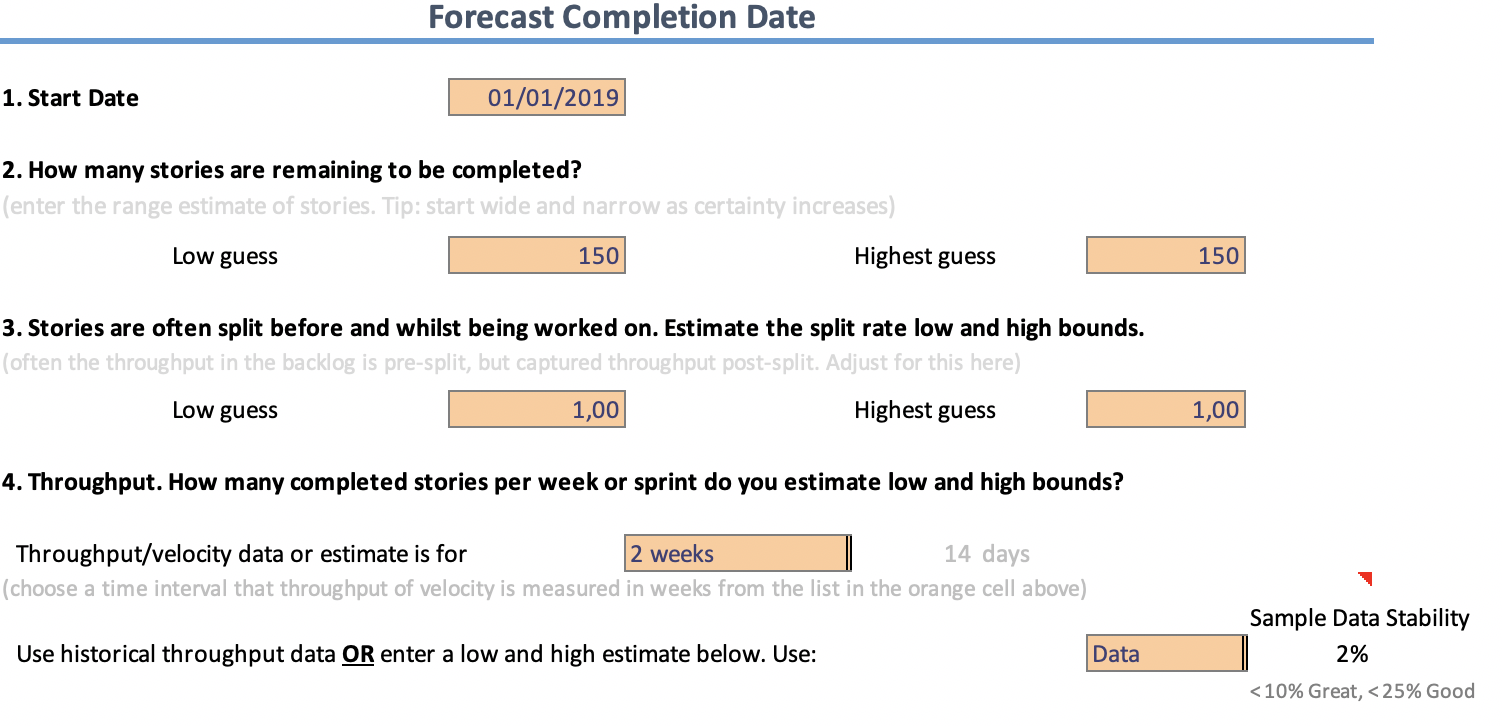 Forecast Completion Date
1. Start Date 01/01/2019
2. How many stories are remaining to be completed?
(enter the range estimate of stories. Tip: start wide and narrow as certainty increases)
Low guess 150 Highest guess 150
3. Stories are often split before and whilst being worked on. Estimate the split rate low and high bounds.
(often the throughput in the backlog is pre-split, but captured throughput post-split. Adjust for this here)
Low guess 1,00 Highest guess 1,00
4. Throughput. How many completed stories per week or sprint do you estimate low and high bounds?
Throughput/velocity data or estimate is for 2 weeks 14 days
(choose a time interval that throughput of velocity is measured in weeks from the list in the orange cell above)
Sample Data Stability
Use historical throughput data OR enter a low and high estimate below. Use: Data 2%
<10% Great, <25% Good